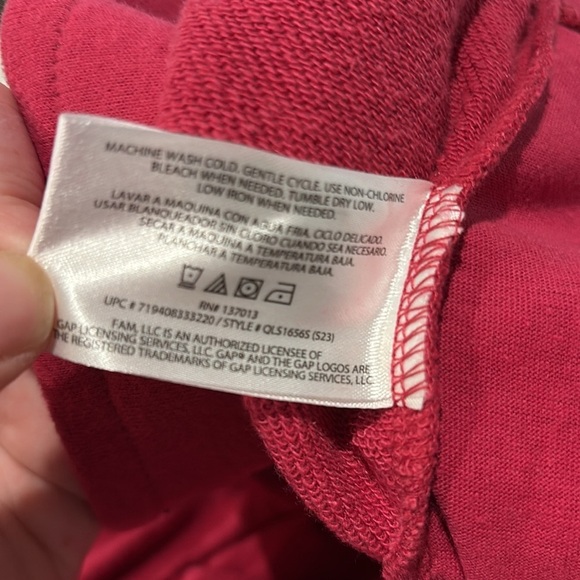 MACHINE WASH COLD. GENTLE CYCLE. USE NON-CHLORINE
BLEACH WHEN NEEDED. TUMBLE DRY LOW.
LOW IRON WHEN NEEDED.
LAVAR A MAQUINA CON AGUA FRIA, CICLO DELICADO.
USAR BLANQUEADOR SIN CLORO CUANDO SEA NECESARIO.
SECAR A MAQUINA A TEMPERATURA BAJA.
PLANCHAR A TEMPERATURA BAJA.
RN# 137013
UPC # 719408333220 / STYLE # QLS1656S (S23)
FAM, LLC IS AN AUTHORIZED LICENSEE OF
GAP LICENSING SERVICES, LLC. GAP® AND THE GAP LOGOS ARE
THE REGISTERED TRADEMARKS OF GAP LICENSING SERVICES, LLC.